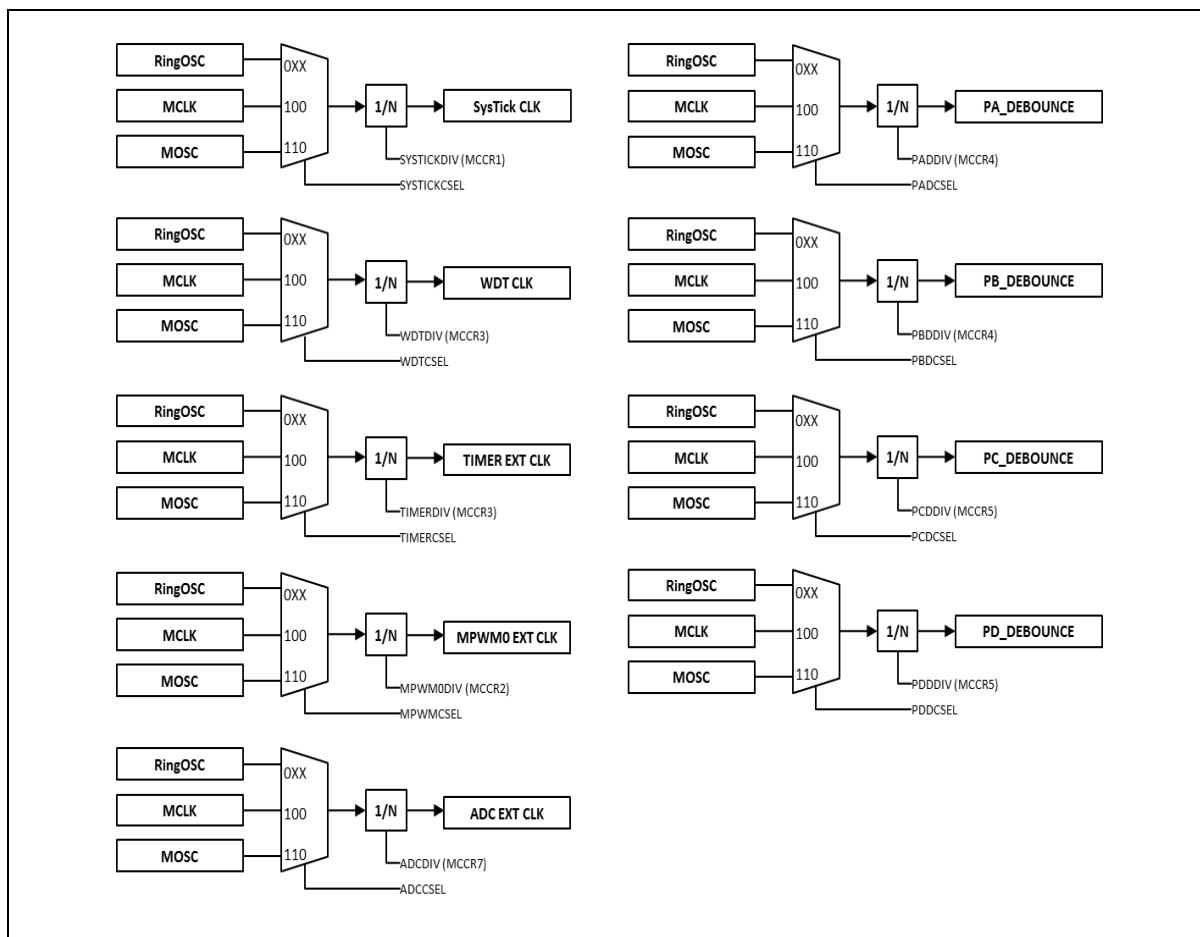 RingOSC
0XX
MCLK
100
1/N
SysTick CLK
MOSC
110
SYSTICKDIV (MCCR1)
SYSTICKCSEL
RingOSC
0XX
MCLK
100
1/N
WDT CLK
MOSC
110
WDTDIV (MCCR3)
WDTCSEL
RingOSC
0XX
MCLK
100
1/N
TIMER EXT CLK
MOSC
110
TIMERDIV (MCCR3)
TIMERCSEL
RingOSC
0XX
MCLK
100
1/N
MPWM0 EXT CLK
MOSC
110
MPWM0DIV (MCCR2)
MPWMCSEL
RingOSC
0XX
MCLK
100
1/N
ADC EXT CLK
MOSC
110
ADCDIV (MCCR7)
ADCCSEL
RingOSC
0XX
MCLK
100
1/N
PA_DEBOUNCE
MOSC
110
PADDIV (MCCR4)
PADCSEL
RingOSC
0XX
MCLK
100
1/N
PB_DEBOUNCE
MOSC
110
PBDDIV (MCCR4)
PBDCSEL
RingOSC
0XX
MCLK
100
1/N
PC_DEBOUNCE
MOSC
110
PCDDIV (MCCR5)
PCDCSEL
RingOSC
0XX
MCLK
100
1/N
PD_DEBOUNCE
MOSC
110
PDDDIV (MCCR5)
PDDCSEL